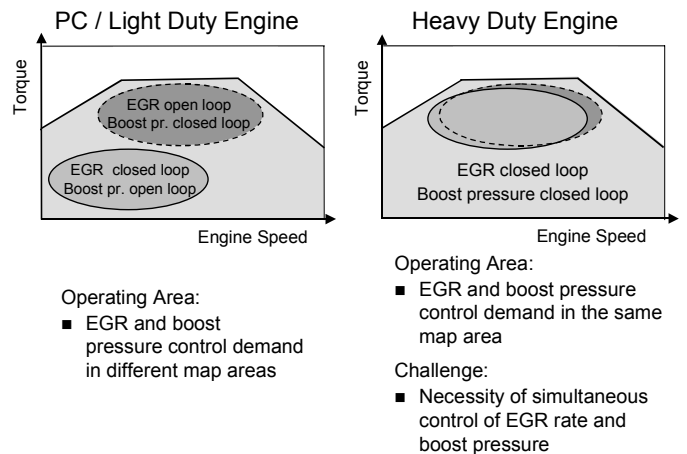 PC / Light Duty Engine
Torque
EGR open loop
Boost pr. closed loop
EGR closed loop
Boost pr. open loop
Engine Speed
Operating Area:
■ EGR and boost
pressure control demand
in different map areas
Heavy Duty Engine
Torque
EGR closed loop
Boost pressure closed loop
Engine Speed
Operating Area:
■ EGR and boost pressure
control demand in the same
map area
Challenge:
■ Necessity of simultaneous
control of EGR rate and
boost pressure